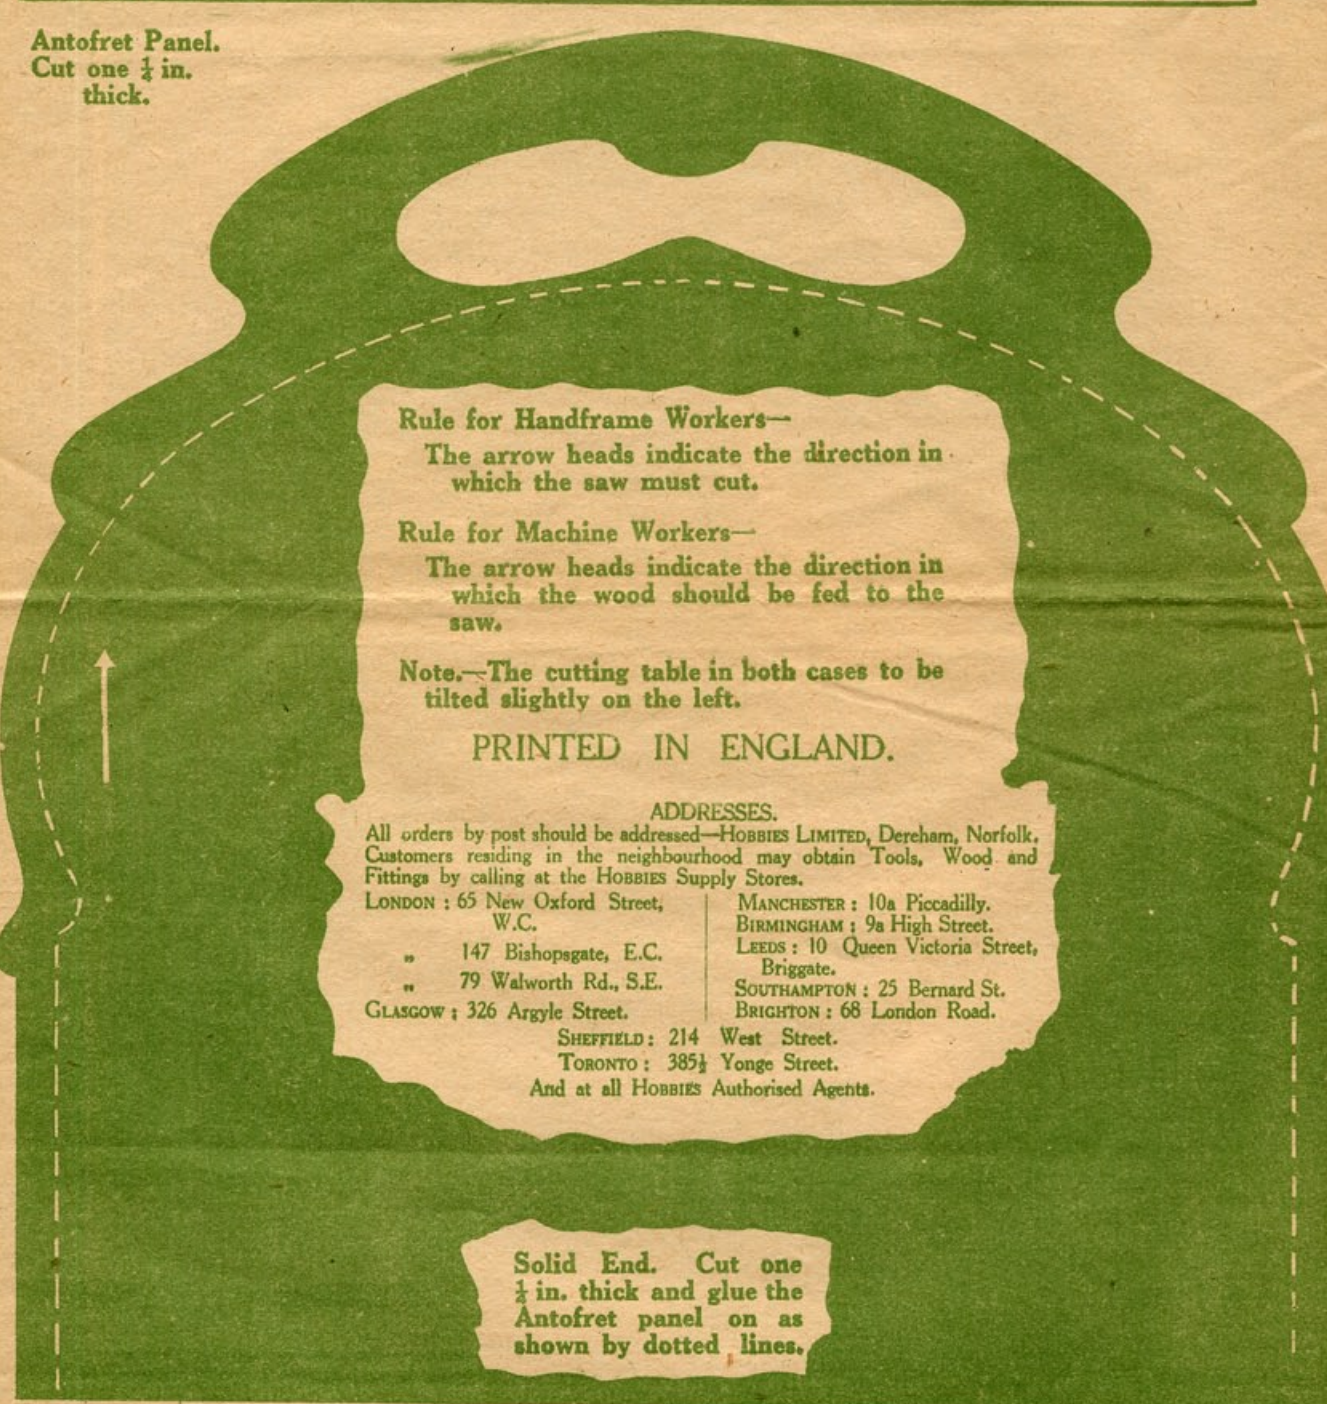 Antofret Panel.
Cut one ¼ in.
thick.
Rule for Handframe Workers—
The arrow heads indicate the direction in
which the saw must cut.
Rule for Machine Workers—
The arrow heads indicate the direction in
which the wood should be fed to the
saw.
Note.—The cutting table in both cases to be
tilted slightly on the left.
PRINTED IN ENGLAND.
ADDRESSES.
All orders by post should be addressed—HOBBIES LIMITED, Dereham, Norfolk.
Customers residing in the neighbourhood may obtain Tools, Wood and
Fittings by calling at the HOBBIES Supply Stores.
LONDON : 65 New Oxford Street,
W.C.
„ 147 Bishopsgate, E.C.
„ 79 Walworth Rd., S.E.
GLASGOW : 326 Argyle Street.
MANCHESTER : 10a Piccadilly.
BIRMINGHAM : 9a High Street.
LEEDS : 10 Queen Victoria Street,
Briggate.
SOUTHAMPTON : 25 Bernard St.
BRIGHTON : 68 London Road.
SHEFFIELD : 214 West Street.
TORONTO : 385½ Yonge Street.
And at all HOBBIES Authorised Agents.
Solid End. Cut one
¼ in. thick and glue the
Antofret panel on as
shown by dotted lines.